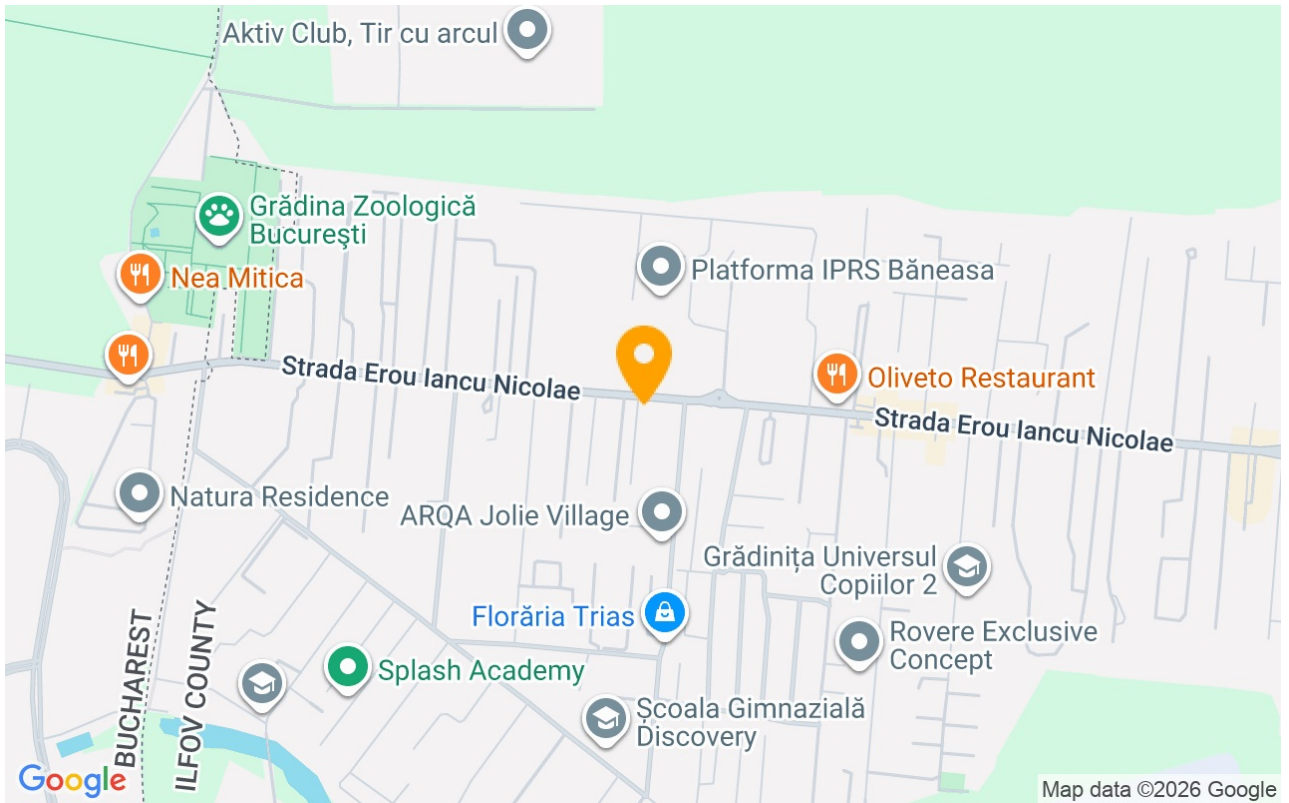 Aktiv Club, Tir cu arcul
Grădina Zoologică
București
Nea Mitica
Platforma IPRS Băneasa
Strada Erou Iancu Nicolae
Oliveto Restaurant
Strada Erou Iancu Nicolae
Natura Residence
ARQA Jolie Village
Grădinița Universul
Copiilor 2
Florăria Trias
Rovere Exclusive
Concept
Splash Academy
Școala Gimnazială
Discovery
BUCHAREST
ILFOV COUNTY
Google
Map data ©2026 Google